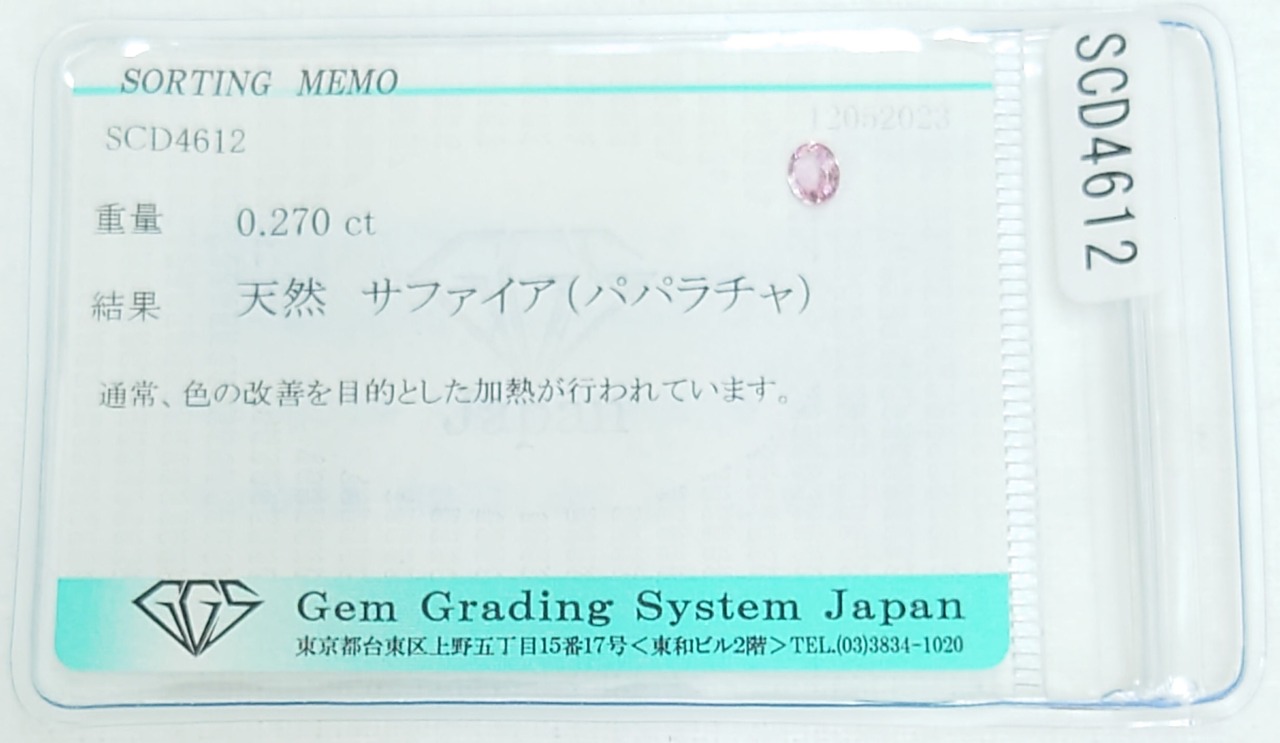 SORTING MEMO
SCD4612
12052023
重量 0.270 ct
結果 天然 サファイア(パパラチャ)
通常、色の改善を目的とした加熱が行われています。
GGS
Gem Grading System Japan
東京都台東区上野五丁目15番17号<東和ビル2階>TEL.(03)3834-1020
SCD4612